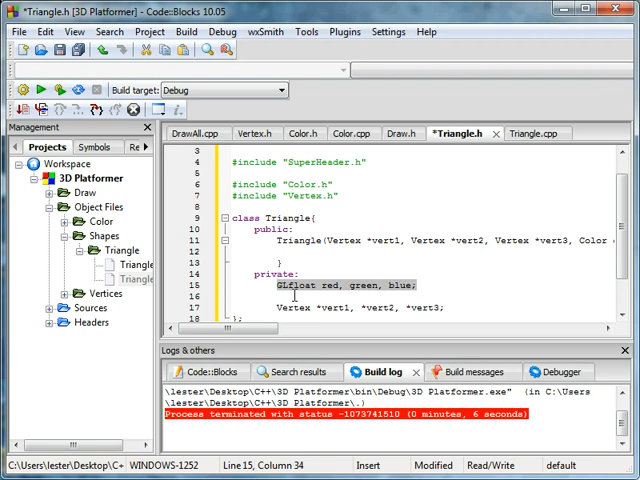 *Triangle.h [3D Platformer] - Code::Blocks 10.05
File Edit View Search Project Build Debug wxSmith Tools Plugins Settings Help
Build target: Debug
Management
Projects Symbols Re
Workspace
3D Platformer
Draw
Object Files
Color
Shapes
Triangle
Triangle
Triangle
Vertices
Sources
Headers
DrawAll.cpp Vertex.h Color.h Color.cpp Draw.h *Triangle.h Triangle.cpp
3
4 #include "SuperHeader.h"
5
6 #include "Color.h"
7 #include "Vertex.h"
8
9 class Triangle{
10 public:
11 Triangle(Vertex *vert1, Vertex *vert2, Vertex *vert3, Color c
12
13 }
14 private:
15 GLfloat red, green, blue;
16
17 Vertex *vert1, *vert2, *vert3;
18 };
Logs & others
Code::Blocks Search results Build log Build messages Debugger
\lester\Desktop\C++\3D Platformer\bin\Debug\3D Platformer.exe" (in C:\Users
\lester\Desktop\C++\3D Platformer\.)
Process terminated with status -1073741510 (0 minutes, 6 seconds)
C:\Users\lester\Desktop\C+ WINDOWS-1252 Line 15, Column 34 Insert Modified Read/Write default